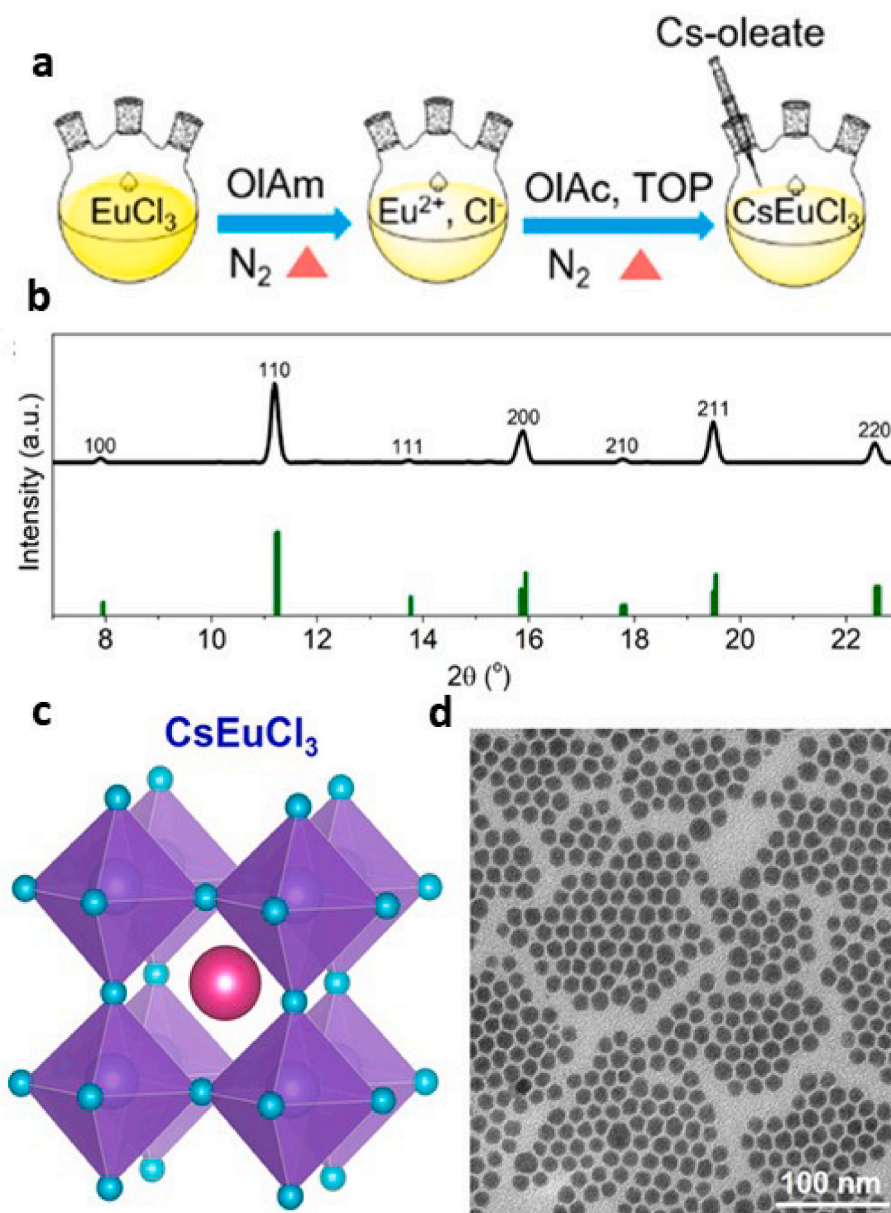 a
Cs-oleate
EuCl₃
OlAm
N₂
Eu²⁺, Cl⁻
OlAc, TOP
N₂
CsEuCl₃
b
Intensity (a.u.)
100
110
111
200
210
211
220
8 10 12 14 16 18 20 22
2θ (°)
c
CsEuCl₃
d
100 nm